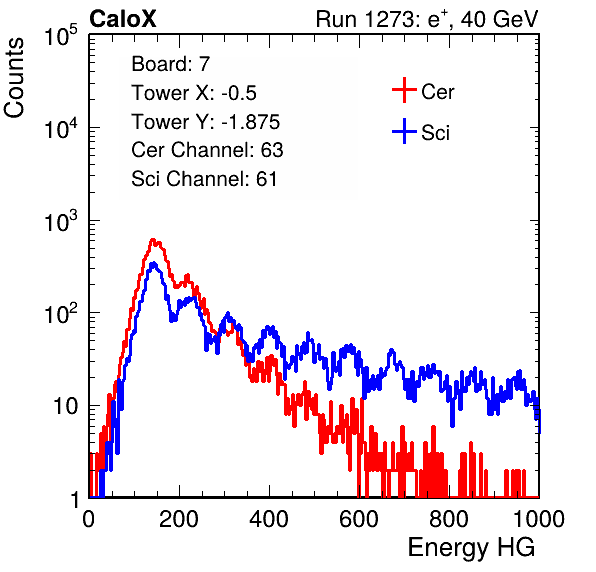 CaloX Run 1273: e⁺, 40 GeV
Counts
10⁵
10⁴
10³
10²
10
1
Board: 7
Tower X: -0.5
Tower Y: -1.875
Cer Channel: 63
Sci Channel: 61
Cer
Sci
0 200 400 600 800 1000
Energy HG